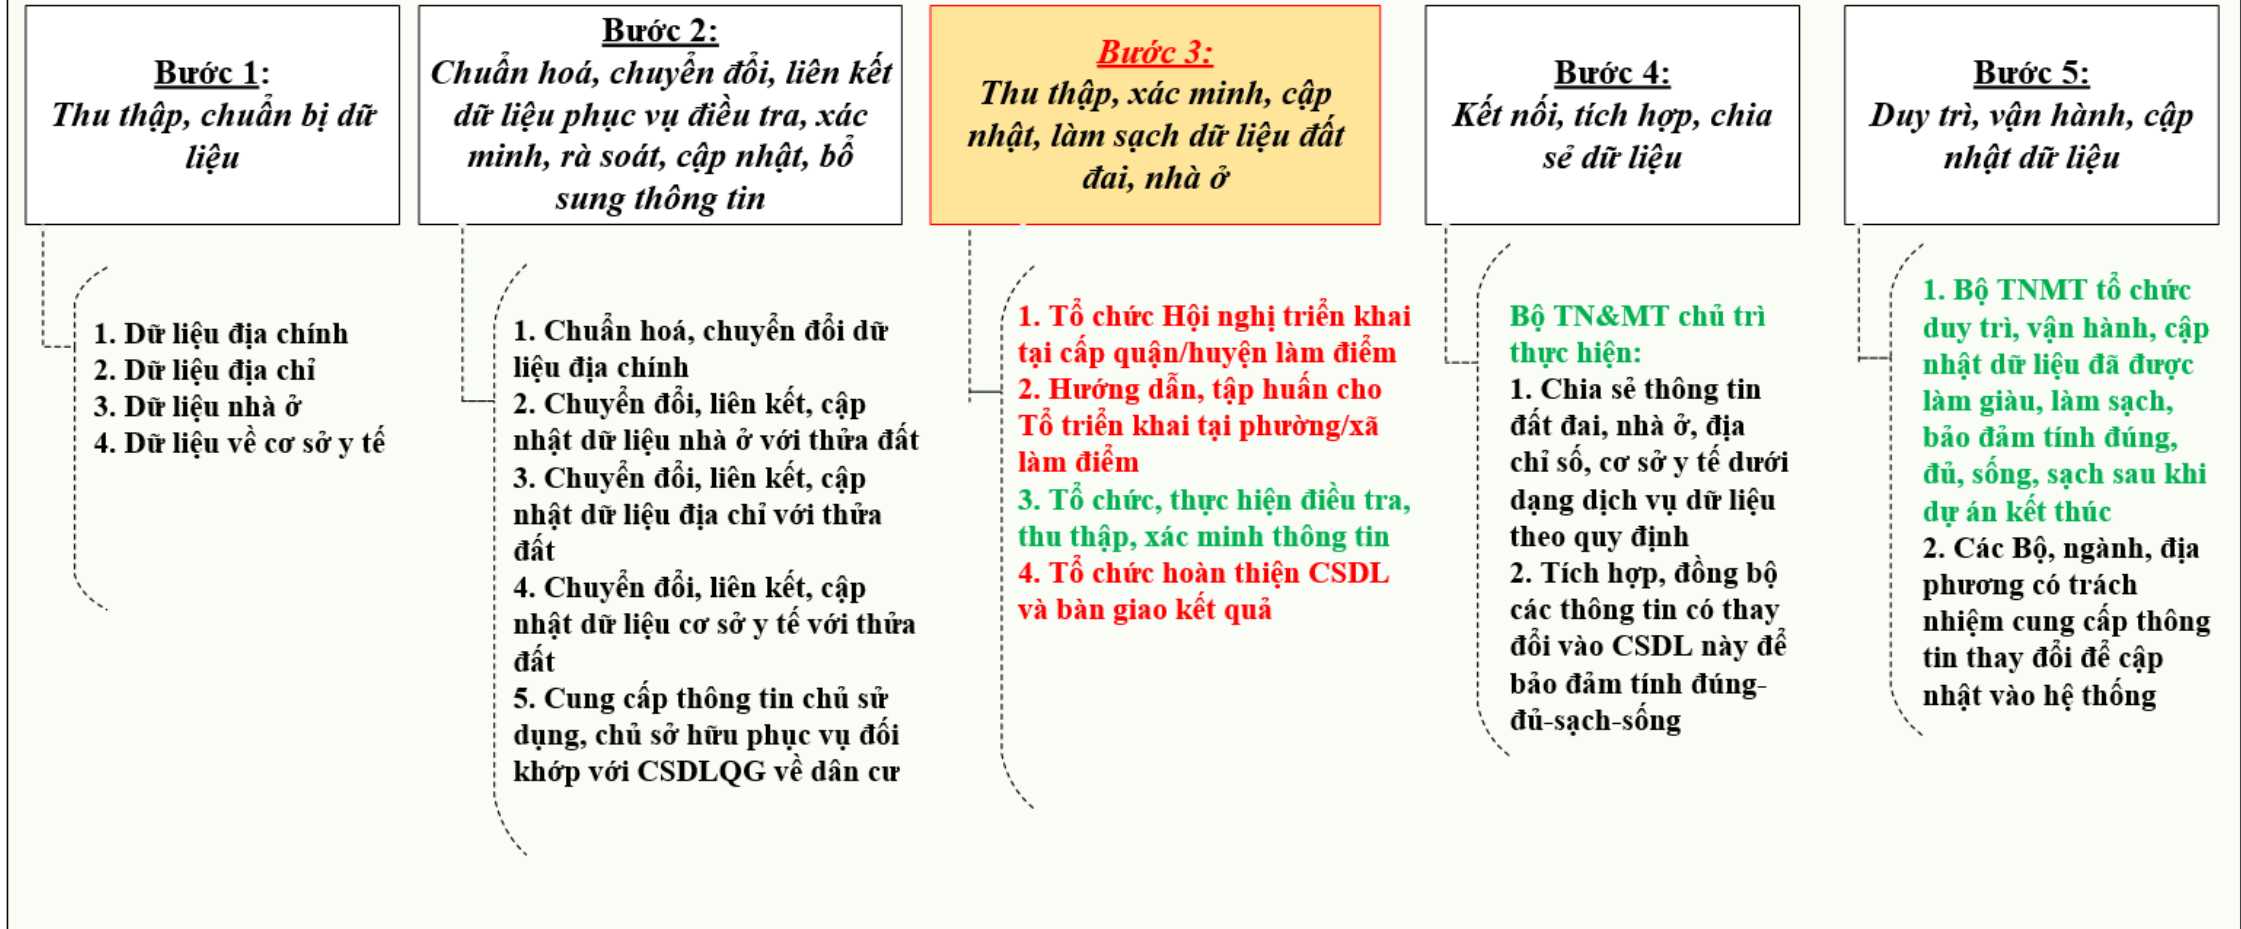 Bước 1:
Thu thập, chuẩn bị dữ
liệu
Bước 2:
Chuẩn hoá, chuyển đổi, liên kết
dữ liệu phục vụ điều tra, xác
minh, rà soát, cập nhật, bổ
sung thông tin
Bước 3:
Thu thập, xác minh, cập
nhật, làm sạch dữ liệu đất
đai, nhà ở
Bước 4:
Kết nối, tích hợp, chia
sẻ dữ liệu
Bước 5:
Duy trì, vận hành, cập
nhật dữ liệu
1. Dữ liệu địa chính
2. Dữ liệu địa chỉ
3. Dữ liệu nhà ở
4. Dữ liệu về cơ sở y tế
1. Chuẩn hoá, chuyển đổi dữ
liệu địa chính
2. Chuyển đổi, liên kết, cập
nhật dữ liệu nhà ở với thửa đất
3. Chuyển đổi, liên kết, cập
nhật dữ liệu địa chỉ với thửa
đất
4. Chuyển đổi, liên kết, cập
nhật dữ liệu cơ sở y tế với thửa
đất
5. Cung cấp thông tin chủ sử
dụng, chủ sở hữu phục vụ đối
khớp với CSDLQG về dân cư
1. Tổ chức Hội nghị triển khai
tại cấp quận/huyện làm điểm
2. Hướng dẫn, tập huấn cho
Tổ triển khai tại phường/xã
làm điểm
3. Tổ chức, thực hiện điều tra,
thu thập, xác minh thông tin
4. Tổ chức hoàn thiện CSDL
và bàn giao kết quả
Bộ TN&MT chủ trì
thực hiện:
1. Chia sẻ thông tin
đất đai, nhà ở, địa
chỉ số, cơ sở y tế dưới
dạng dịch vụ dữ liệu
theo quy định
2. Tích hợp, đồng bộ
các thông tin có thay
đổi vào CSDL này để
bảo đảm tính đúng-
đủ-sạch-sống
1. Bộ TNMT tổ chức
duy trì, vận hành, cập
nhật dữ liệu đã được
làm giàu, làm sạch,
bảo đảm tính đúng,
đủ, sống, sạch sau khi
dự án kết thúc
2. Các Bộ, ngành, địa
phương có trách
nhiệm cung cấp thông
tin thay đổi để cập
nhật vào hệ thống